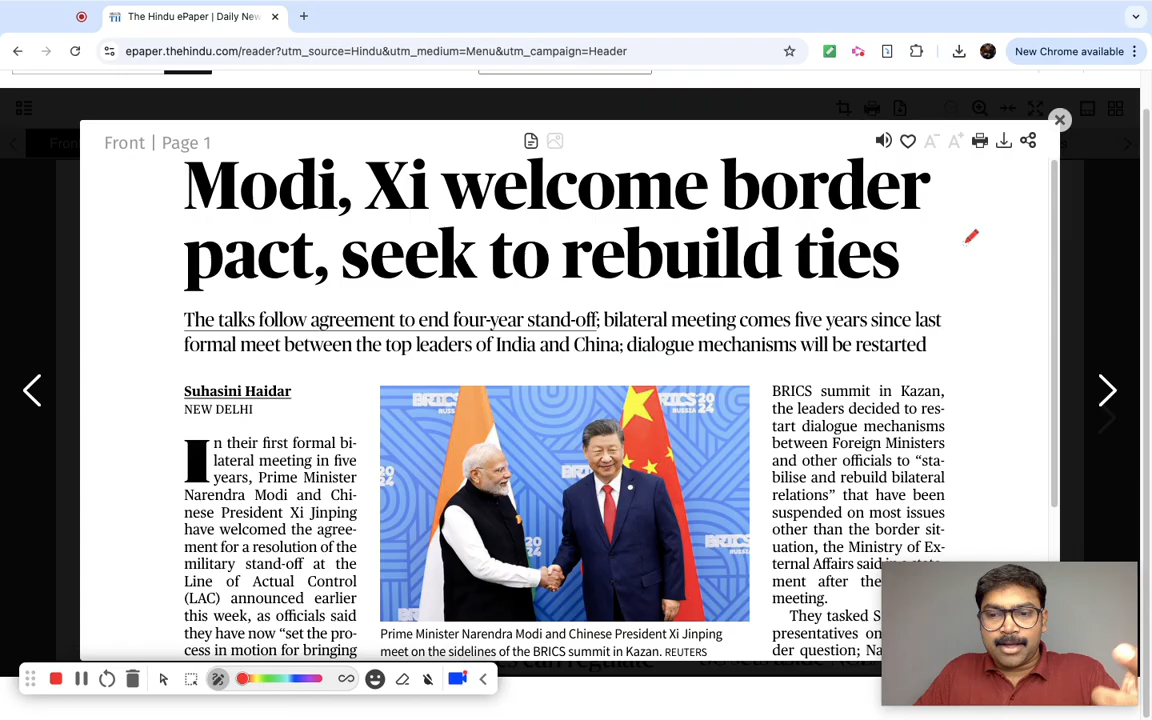 The Hindu ePaper | Daily New
epaper.thehindu.com/reader?utm_source=Hindu&utm_medium=Menu&utm_campaign=Header
New Chrome available
Front | Page 1
Modi, Xi welcome border
pact, seek to rebuild ties
The talks follow agreement to end four-year stand-off; bilateral meeting comes five years since last
formal meet between the top leaders of India and China; dialogue mechanisms will be restarted
Suhasini Haidar
NEW DELHI
In their first formal bi-
lateral meeting in five
years, Prime Minister
Narendra Modi and Chi-
nese President Xi Jinping
have welcomed the agree-
ment for a resolution of the
military stand-off at the
Line of Actual Control
(LAC) announced earlier
this week, as officials said
they have now “set the pro-
cess in motion for bringing
BRICS
RUSS
BRICS
RUSSIA 2024
2024
BRICS
Prime Minister Narendra Modi and Chinese President Xi Jinping
meet on the sidelines of the BRICS summit in Kazan. REUTERS
BRICS summit in Kazan,
the leaders decided to res-
tart dialogue mechanisms
between Foreign Ministers
and other officials to “sta-
bilise and rebuild bilateral
relations” that have been
suspended on most issues
other than the border sit-
uation, the Ministry of Ex-
ternal Affairs said
ment after the
meeting.
They tasked S
presentatives on
der question; Na